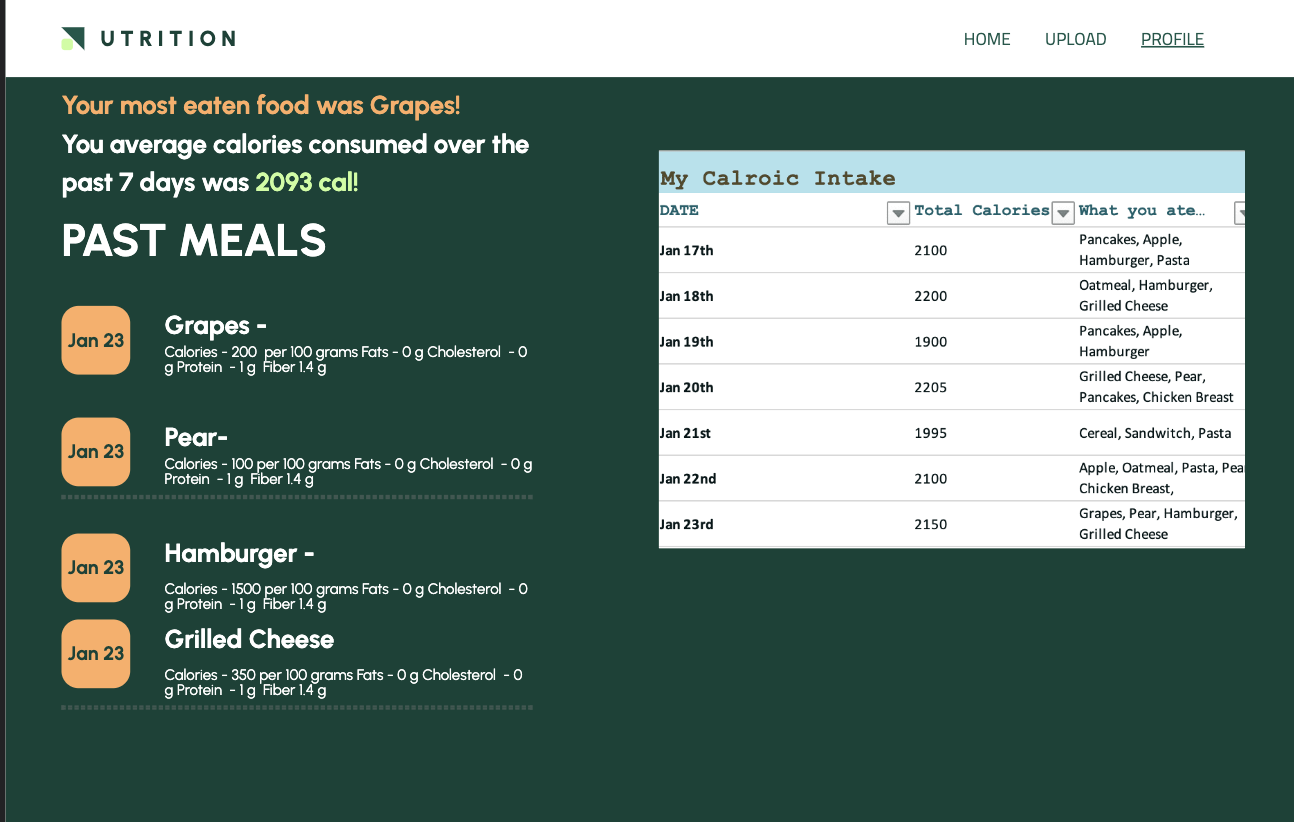 UTRITION
HOME UPLOAD PROFILE
Your most eaten food was Grapes!
You average calories consumed over the
past 7 days was 2093 cal!
PAST MEALS
Jan 23
Grapes -
Calories - 200 per 100 grams Fats - 0 g Cholesterol - 0
g Protein - 1 g Fiber 1.4 g
Jan 23
Pear-
Calories - 100 per 100 grams Fats - 0 g Cholesterol - 0 g
Protein - 1 g Fiber 1.4 g
Jan 23
Hamburger -
Calories - 1500 per 100 grams Fats - 0 g Cholesterol - 0
g Protein - 1 g Fiber 1.4 g
Jan 23
Grilled Cheese
Calories - 350 per 100 grams Fats - 0 g Cholesterol - 0
g Protein - 1 g Fiber 1.4 g
My Calroic Intake
DATE Total Calories What you ate…
Jan 17th 2100 Pancakes, Apple,
Hamburger, Pasta
Jan 18th 2200 Oatmeal, Hamburger,
Grilled Cheese
Jan 19th 1900 Pancakes, Apple,
Hamburger
Jan 20th 2205 Grilled Cheese, Pear,
Pancakes, Chicken Breast
Jan 21st 1995 Cereal, Sandwitch, Pasta
Jan 22nd 2100 Apple, Oatmeal, Pasta, Pea
Chicken Breast,
Jan 23rd 2150 Grapes, Pear, Hamburger,
Grilled Cheese